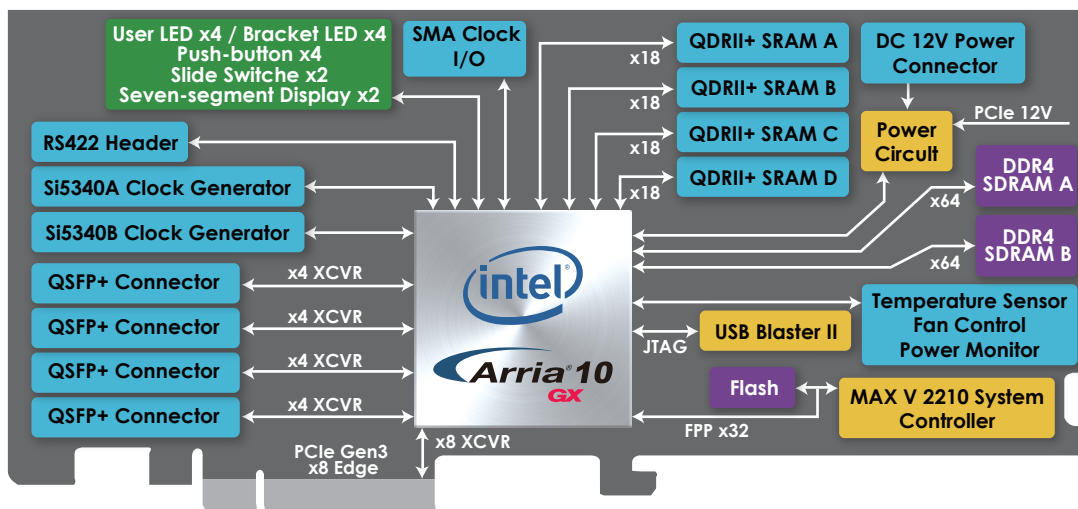 User LED x4 / Bracket LED x4
Push-button x4
Slide Switche x2
Seven-segment Display x2
SMA Clock
I/O
x18
QDRII+ SRAM A
x18
QDRII+ SRAM B
x18
QDRII+ SRAM C
x18
QDRII+ SRAM D
DC 12V Power
Connector
PCIe 12V
Power
Circuit
RS422 Header
Si5340A Clock Generator
Si5340B Clock Generator
x64
DDR4
SDRAM A
x64
DDR4
SDRAM B
QSFP+ Connector
x4 XCVR
QSFP+ Connector
x4 XCVR
QSFP+ Connector
x4 XCVR
QSFP+ Connector
x4 XCVR
intel®
Arria® 10
GX
Temperature Sensor
Fan Control
Power Monitor
JTAG
USB Blaster II
Flash
MAX V 2210 System
Controller
FPP x32
x8 XCVR
PCIe Gen3
x8 Edge